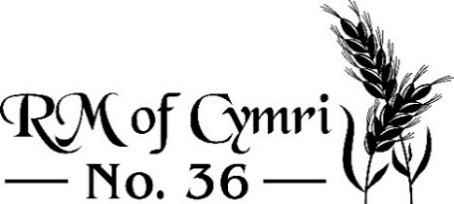 RM of Cymri
— No. 36 —